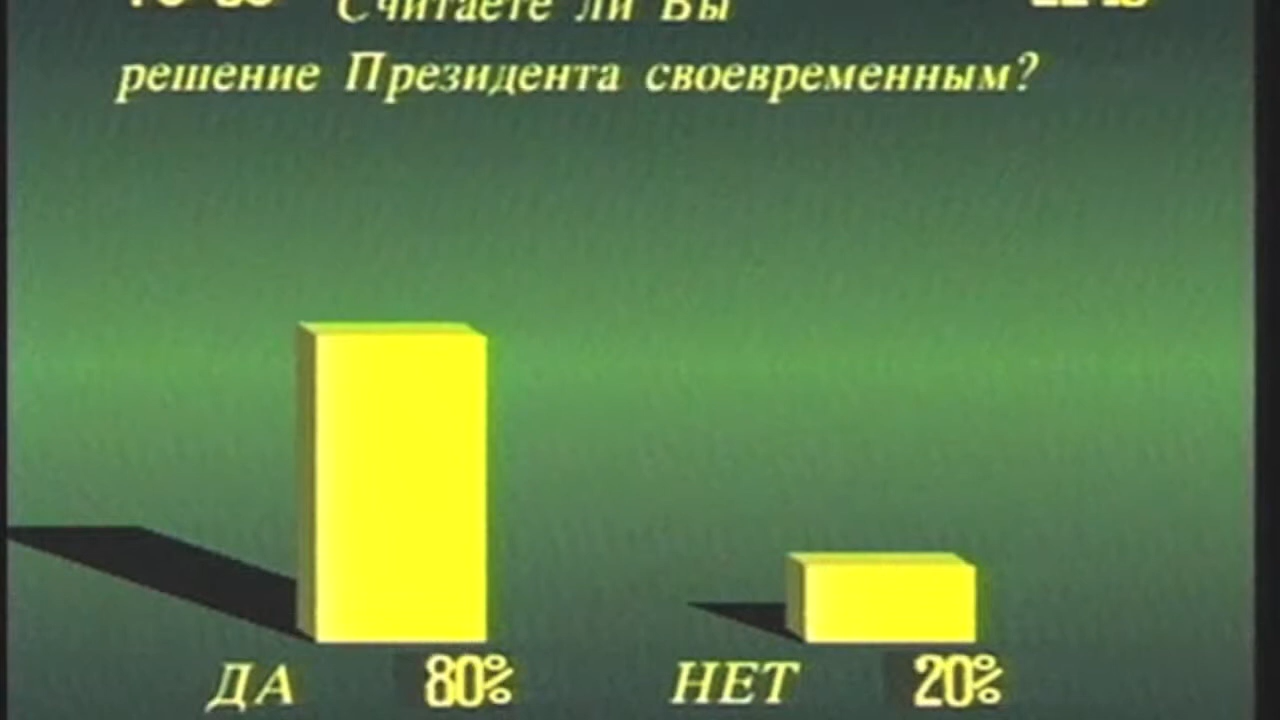 Считаете ли Вы
решение Президента своевременным?
ДА 80% НЕТ 20%